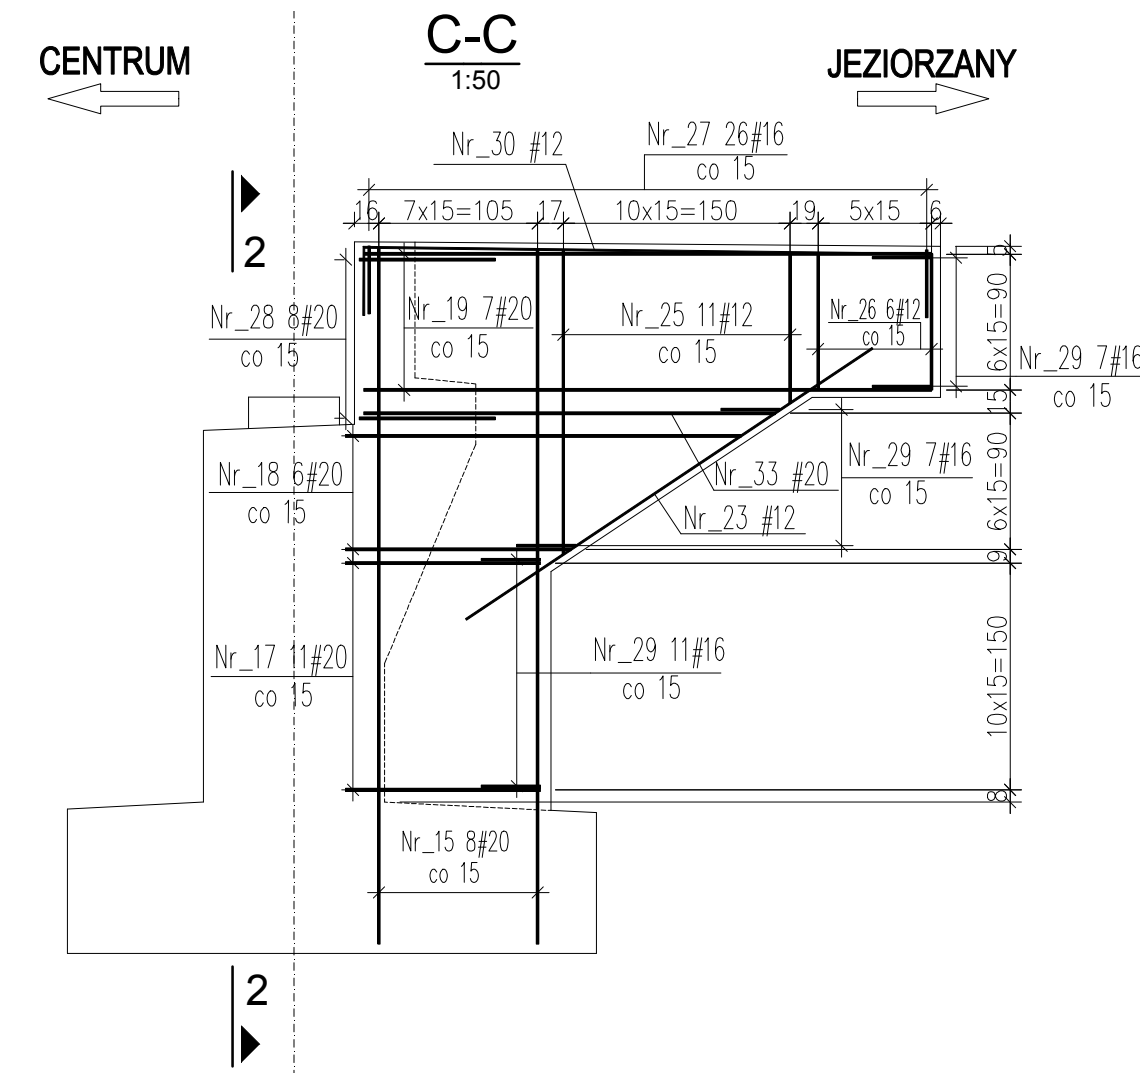 C-C
1:50
CENTRUM
JEZIORZANY
Nr_30 #12
Nr_27 26#16
co 15
16
7x15=105
17
10x15=150
19
5x15
6
2
5
Nr_28 8#20
co 15
Nr_19 7#20
co 15
Nr_25 11#12
co 15
Nr_26 6#12
co 15
6x15=90
Nr_29 7#16
co 15
15
Nr_18 6#20
co 15
Nr_33 #20
Nr_23 #12
Nr_29 7#16
co 15
6x15=90
9
Nr_17 11#20
co 15
Nr_29 11#16
co 15
10x15=150
8
Nr_15 8#20
co 15
2